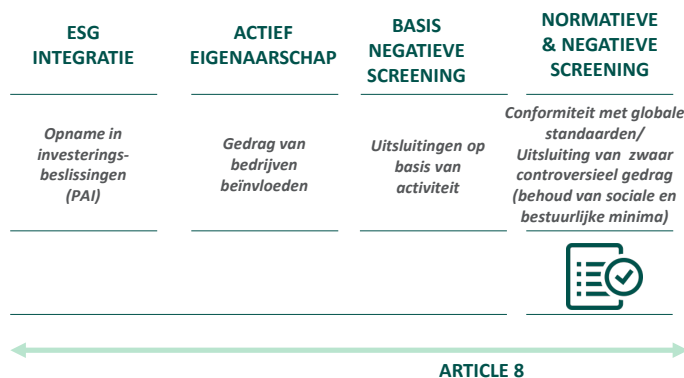 ESG
INTEGRATIE
ACTIEF
EIGENAARSCHAP
BASIS
NEGATIEVE
SCREENING
NORMATIEVE
& NEGATIEVE
SCREENING
Opname in
investerings-
beslissingen
(PAI)
Gedrag van
bedrijven
beïnvloeden
Uitsluitingen op
basis van
activiteit
Conformiteit met globale
standaarden/
Uitsluiting van zwaar
controversieel gedrag
(behoud van sociale en
bestuurlijke minima)
ARTICLE 8